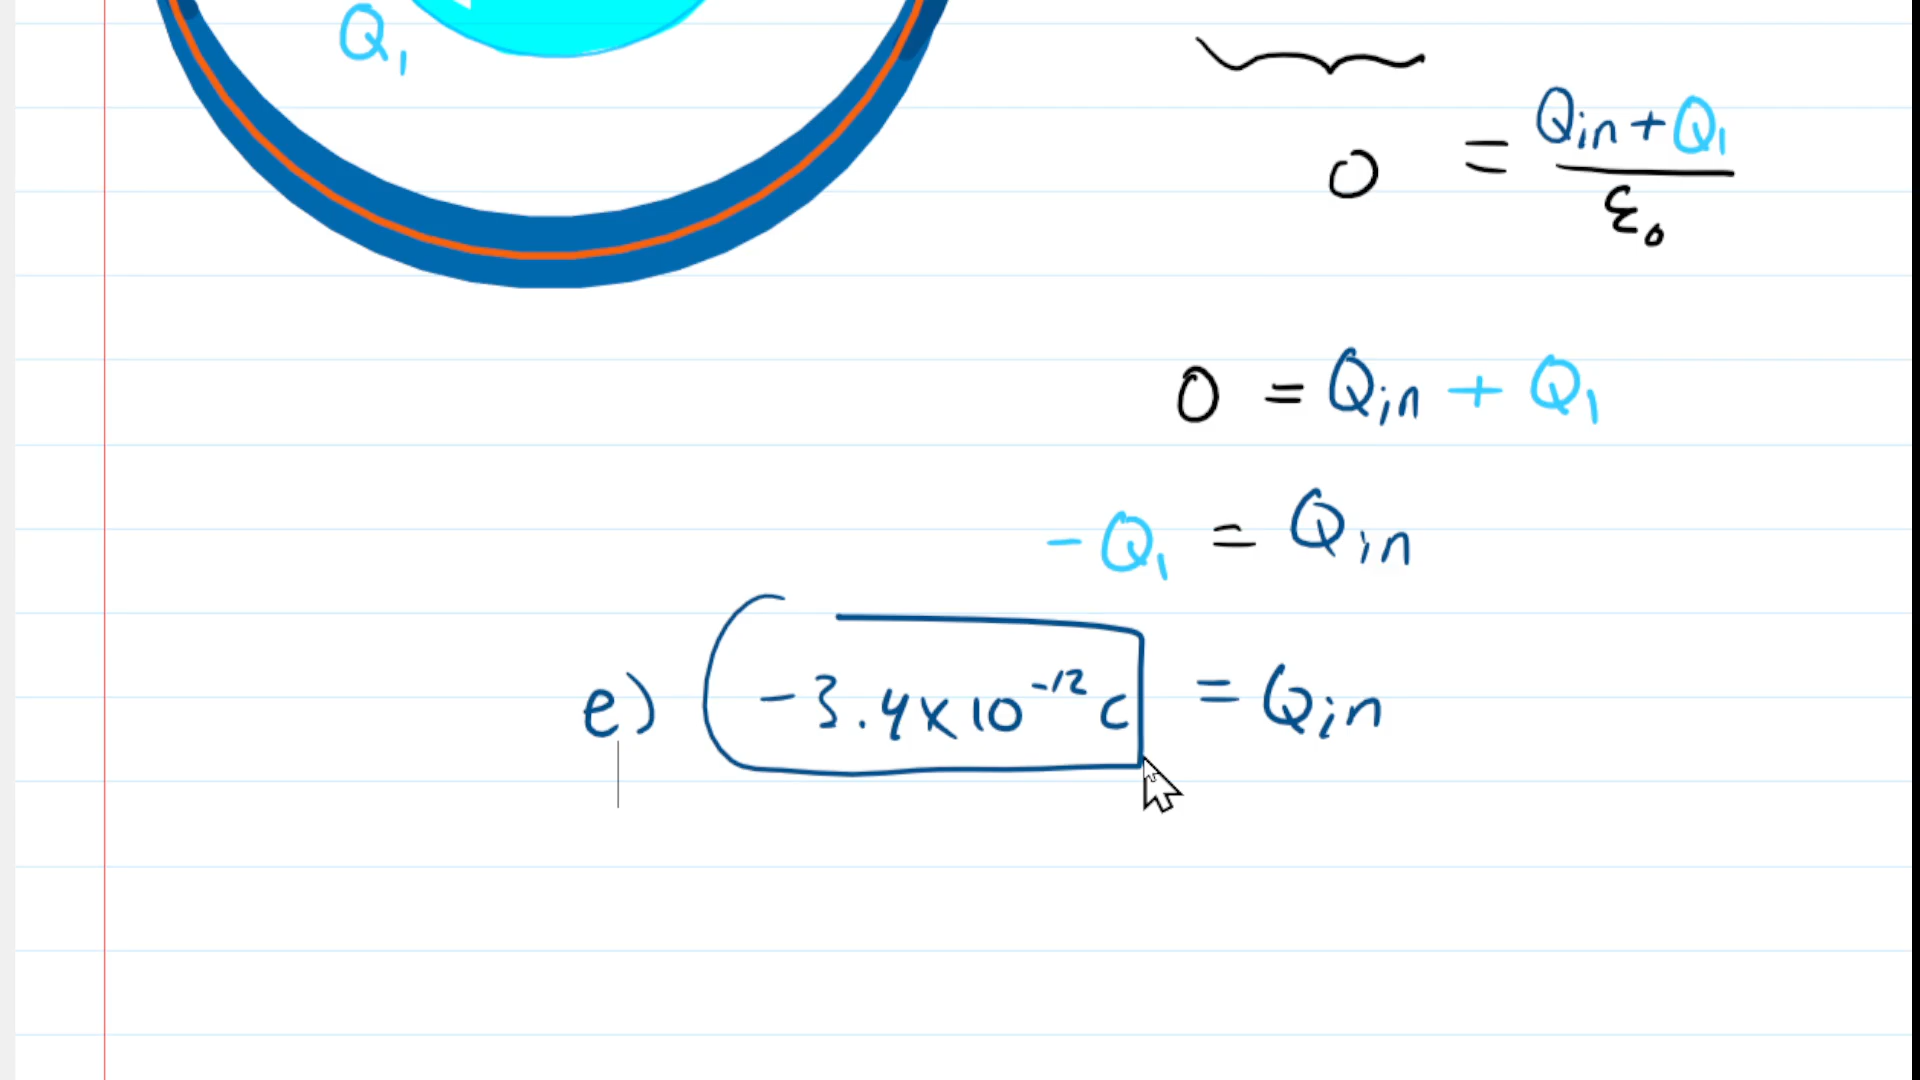 Q₁
0 = (Qin + Q₁)/ε₀
0 = Qin + Q₁
-Q₁ = Qin
e) -3.4x10⁻¹² C = Qin